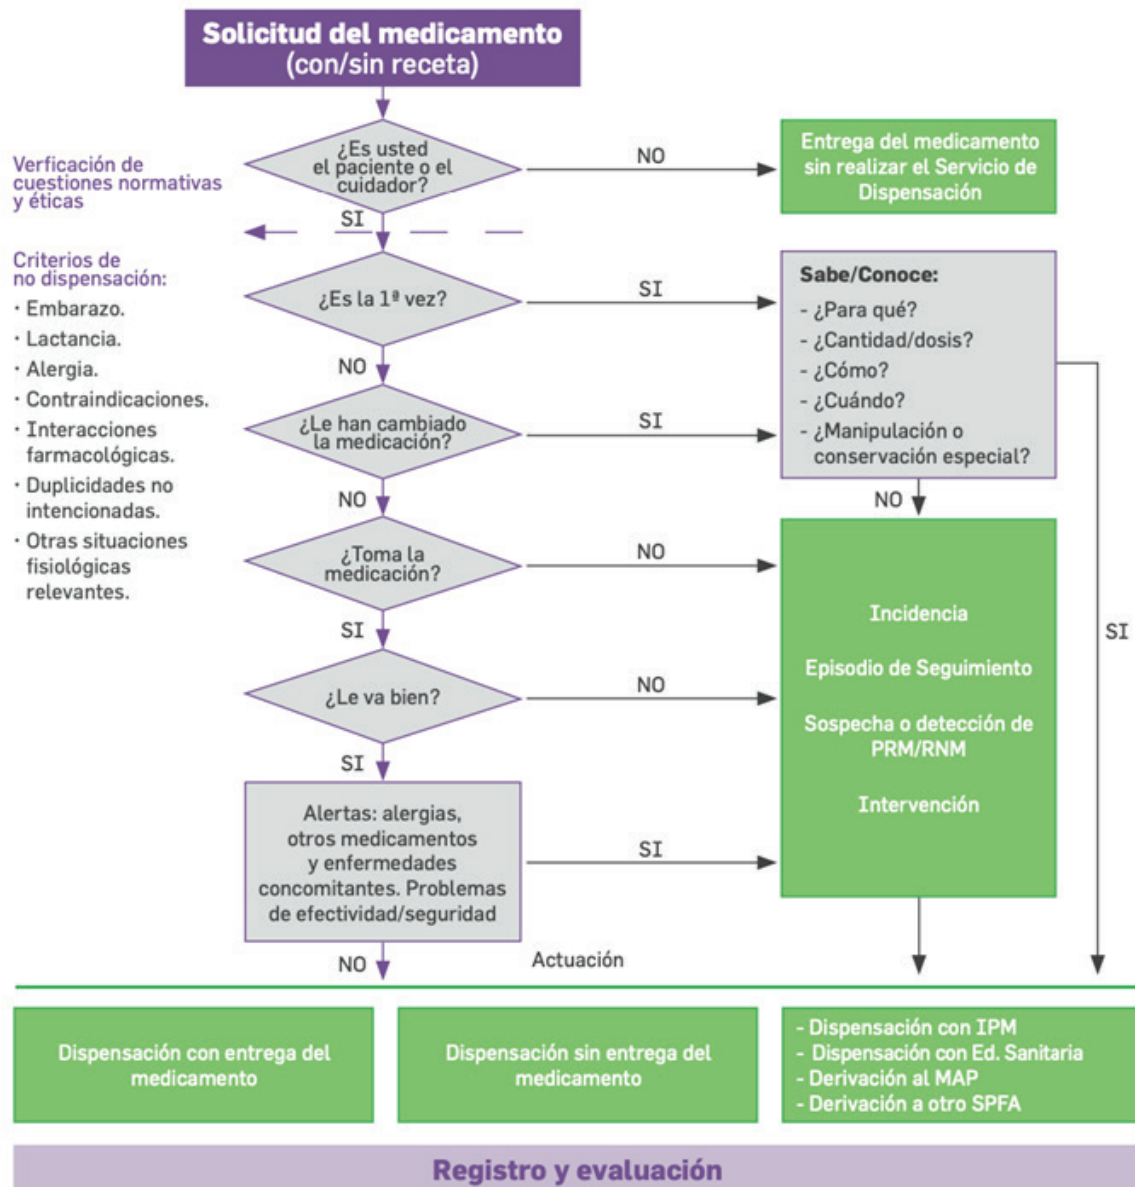 Solicitud del medicamento
(con/sin receta)
¿Es usted
el paciente o el
cuidador?
NO
Entrega del medicamento
sin realizar el Servicio de
Dispensación
Verficación de
cuestiones normativas
y éticas
SI
Criterios de
no dispensación:
· Embarazo.
· Lactancia.
· Alergia.
· Contraindicaciones.
· Interacciones
farmacológicas.
· Duplicidades no
intencionadas.
· Otras situaciones
fisiológicas
relevantes.
¿Es la 1ª vez?
SI
Sabe/Conoce:
- ¿Para qué?
- ¿Cantidad/dosis?
- ¿Cómo?
- ¿Cuándo?
- ¿Manipulación o
conservación especial?
NO
¿Le han cambiado
la medicación?
SI
NO
NO
¿Toma la
medicación?
NO
Incidencia
Episodio de Seguimiento
Sospecha o detección de
PRM/RNM
Intervención
SI
SI
¿Le va bien?
NO
SI
Alertas: alergias,
otros medicamentos
y enfermedades
concomitantes. Problemas
de efectividad/seguridad
SI
NO
Actuación
Dispensación con entrega del
medicamento
Dispensación sin entrega del
medicamento
- Dispensación con IPM
- Dispensación con Ed. Sanitaria
- Derivación al MAP
- Derivación a otro SPFA
Registro y evaluación